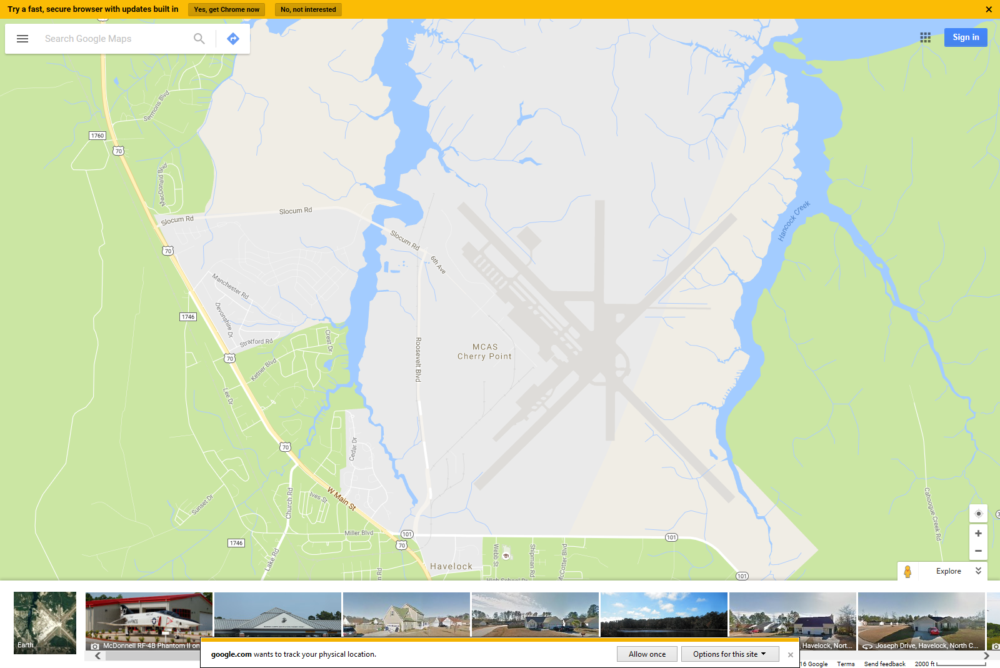 Try a fast, secure browser with updates built in
Yes, get Chrome now
No, not interested
Search Google Maps
Sign in
70
Sermons Blvd
1760
70
MacDonald Blvd
Slocum Rd
Slocum Rd
Slocum Rd
Hancock Creek
70
6th Ave
Manchester Rd
Devonshire Dr
1746
Stratford Rd
Crest Dr
MCAS
Cherry Point
Roosevelt Blvd
70
Ketner Blvd
Lee Dr
70
Cedar Dr
W Main St
Ives St
Sunset Dr
Church Rd
Cahoogue Creek Rd
Miller Blvd
101
101
70
1746
Lake Rd
Webb St
Shipman Rd
McCotter Blvd
Havelock
101
High School Dr
Explore
Earth
McDonnell RF-4B Phantom II on
Havelock, Nort...
Joseph Drive, Havelock, North C...
google.com wants to track your physical location.
Allow once
Options for this site
16 Google
Terms
Send feedback
2000 ft